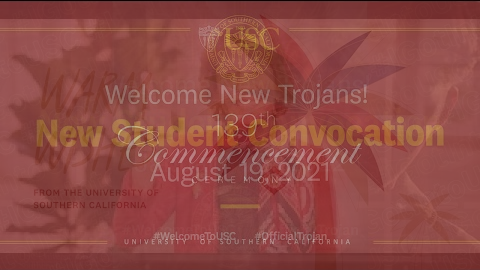 USC
Welcome New Trojans!
139th
New Student Convocation
Commencement
August 19, 2021
CEREMONY
FROM THE UNIVERSITY OF
SOUTHERN CALIFORNIA
#WelcomeToUSC #OfficialTrojan
UNIVERSITY OF SOUTHERN CALIFORNIA